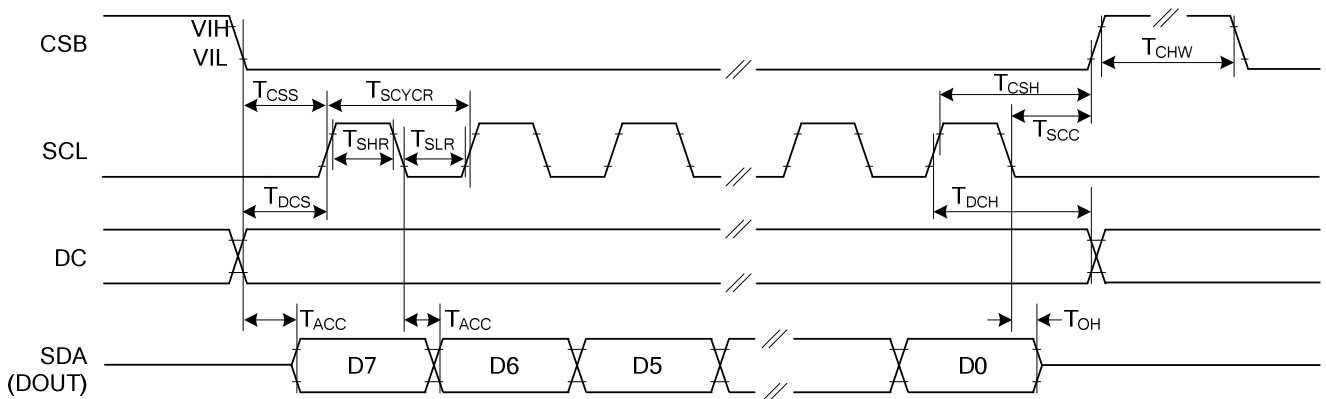 CSB
VIH
VIL
TCHW
TCSS
TSCYCR
TCSH
TSCC
SCL
TSHR
TSLR
TDCS
TDCH
DC
TACC
TACC
TOH
SDA
(DOUT)
D7
D6
D5
D0